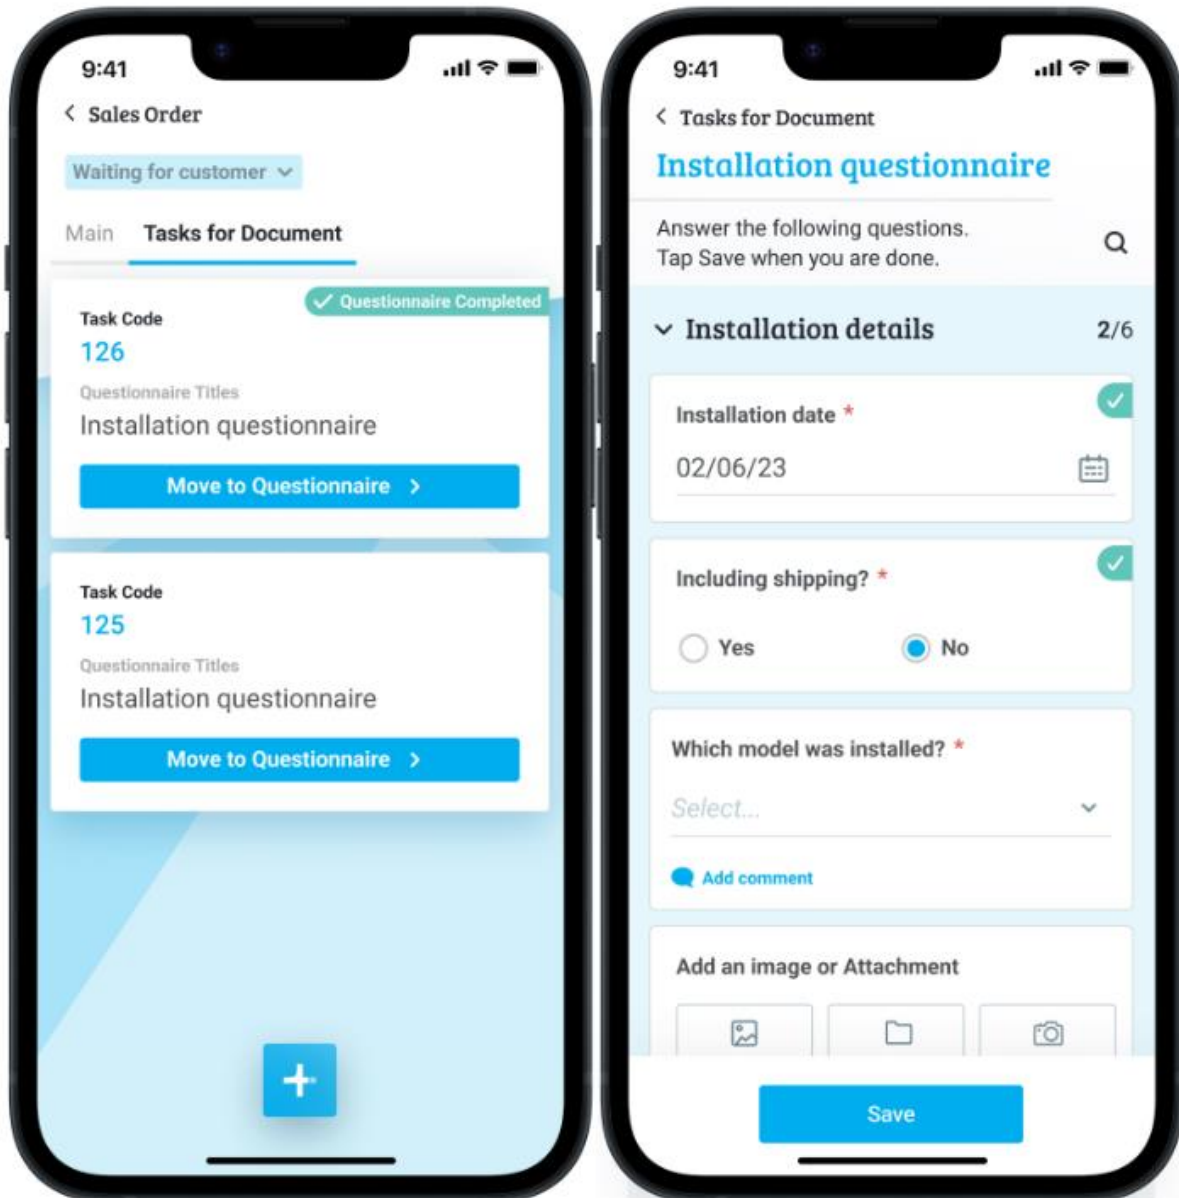 9:41
Sales Order
Waiting for customer
Main Tasks for Document
Questionnaire Completed
Task Code
126
Questionnaire Titles
Installation questionnaire
Move to Questionnaire
Task Code
125
Questionnaire Titles
Installation questionnaire
Move to Questionnaire
9:41
Tasks for Document
Installation questionnaire
Answer the following questions.
Tap Save when you are done.
Installation details 2/6
Installation date *
02/06/23
Including shipping? *
Yes No
Which model was installed? *
Select...
Add comment
Add an image or Attachment
Save